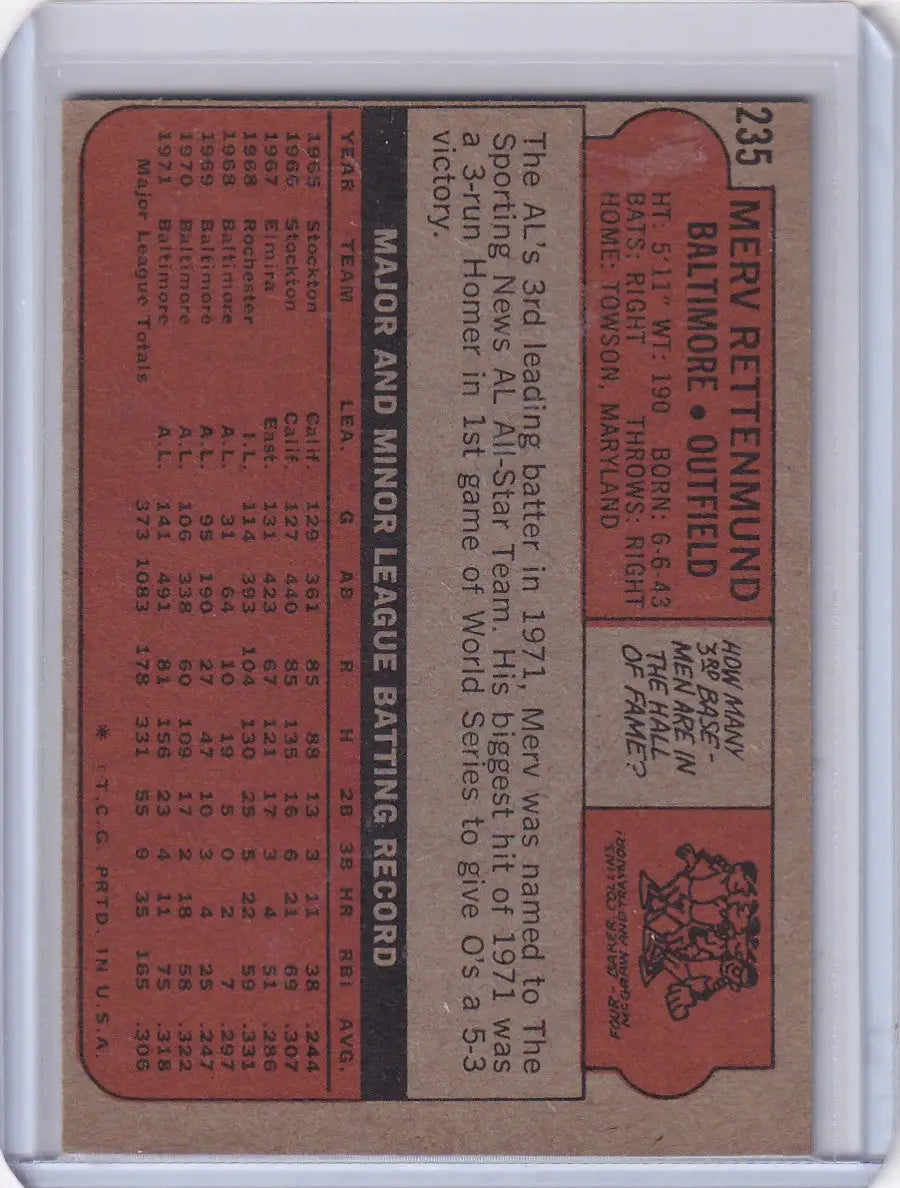 235
MERV RETTENMUND
BALTIMORE • OUTFIELD
HT: 5'11" WT: 190 BORN: 6-6-43
BATS: RIGHT THROWS: RIGHT
HOME: TOWSON, MARYLAND
HOW MANY
3RD BASE-
MEN ARE IN
THE HALL
OF FAME?
FOUR - BAKER, COLLINS,
McGRAW AND TRAYNOR.
The AL's 3rd leading batter in 1971, Merv was named to The
Sporting News AL All-Star Team. His biggest hit of 1971 was
a 3-run Homer in 1st game of World Series to give O's a 5-3
victory.
MAJOR AND MINOR LEAGUE BATTING RECORD
YEAR TEAM LEA. G AB R H 2B 3B HR RBI AVG.
1965 Stockton Calif 129 361 85 88 13 3 11 38 .244
1966 Stockton Calif. 127 440 85 135 16 6 21 69 .307
1967 Elmira East. 131 423 67 121 17 3 4 51 .286
1968 Rochester I.L. 114 393 104 130 25 5 22 59 .331
1968 Baltimore A.L. 31 64 10 19 5 0 2 7 .297
1969 Baltimore A.L. 95 190 27 47 10 3 4 25 .247
1970 Baltimore A.L. 106 338 60 109 17 2 18 58 .322
1971 Baltimore A.L. 141 491 81 156 23 4 11 75 .318
Major League Totals 373 1083 178 331 55 9 35 165 .306
* © T.C.G. PRTD. IN U.S.A.